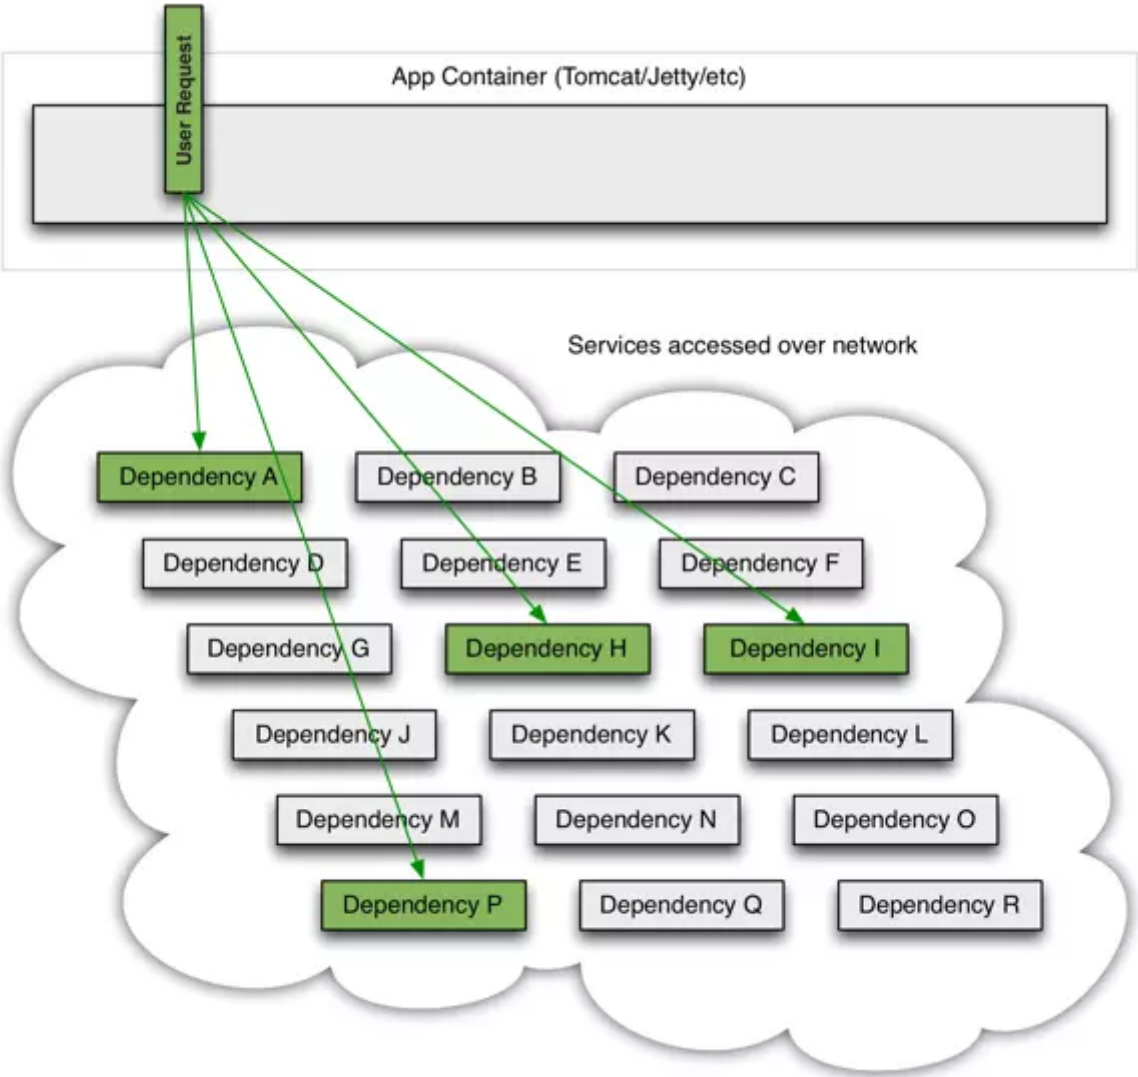 User Request
App Container (Tomcat/Jetty/etc)
Services accessed over network
Dependency A
Dependency B
Dependency C
Dependency D
Dependency E
Dependency F
Dependency G
Dependency H
Dependency I
Dependency J
Dependency K
Dependency L
Dependency M
Dependency N
Dependency O
Dependency P
Dependency Q
Dependency R